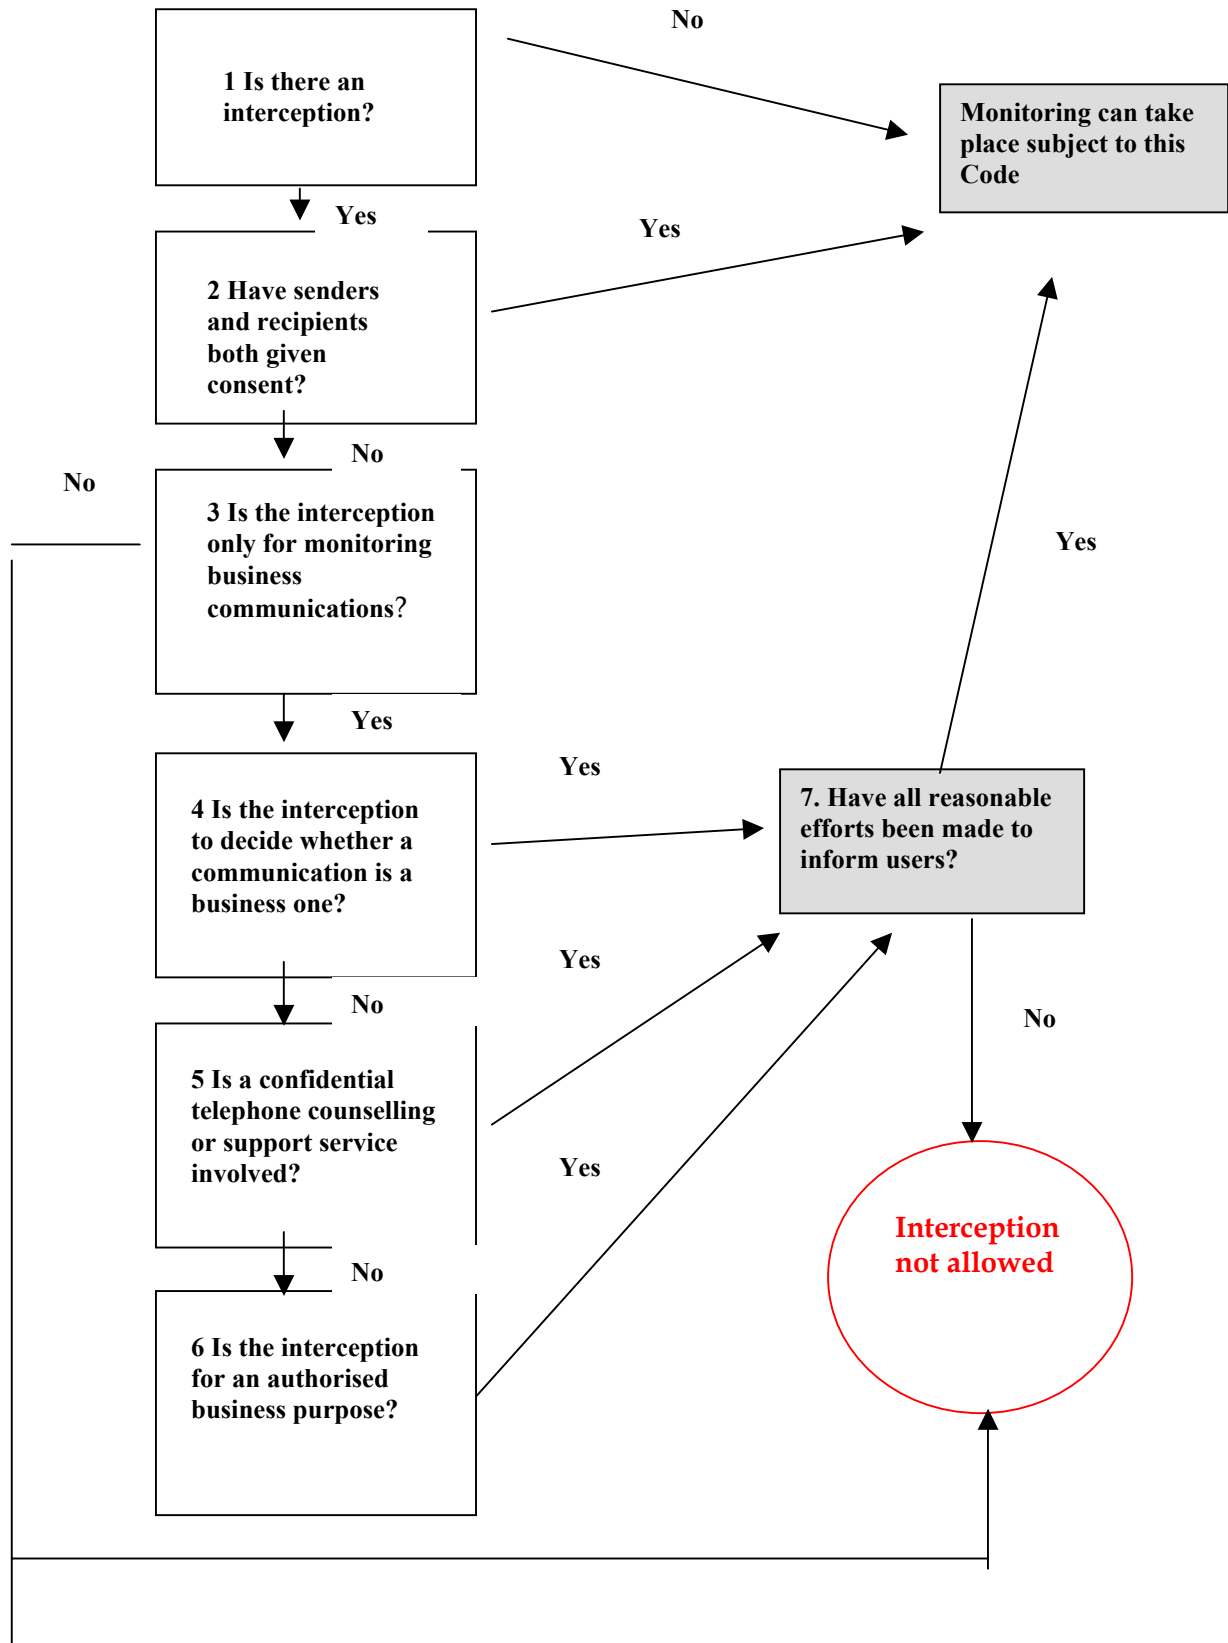 No
1 Is there an
interception?
Monitoring can take
place subject to this
Code
Yes
Yes
2 Have senders
and recipients
both given
consent?
No
No
3 Is the interception
only for monitoring
business
communications?
Yes
Yes
Yes
4 Is the interception
to decide whether a
communication is a
business one?
7. Have all reasonable
efforts been made to
inform users?
Yes
No
No
5 Is a confidential
telephone counselling
or support service
involved?
Yes
Interception
not allowed
No
6 Is the interception
for an authorised
business purpose?